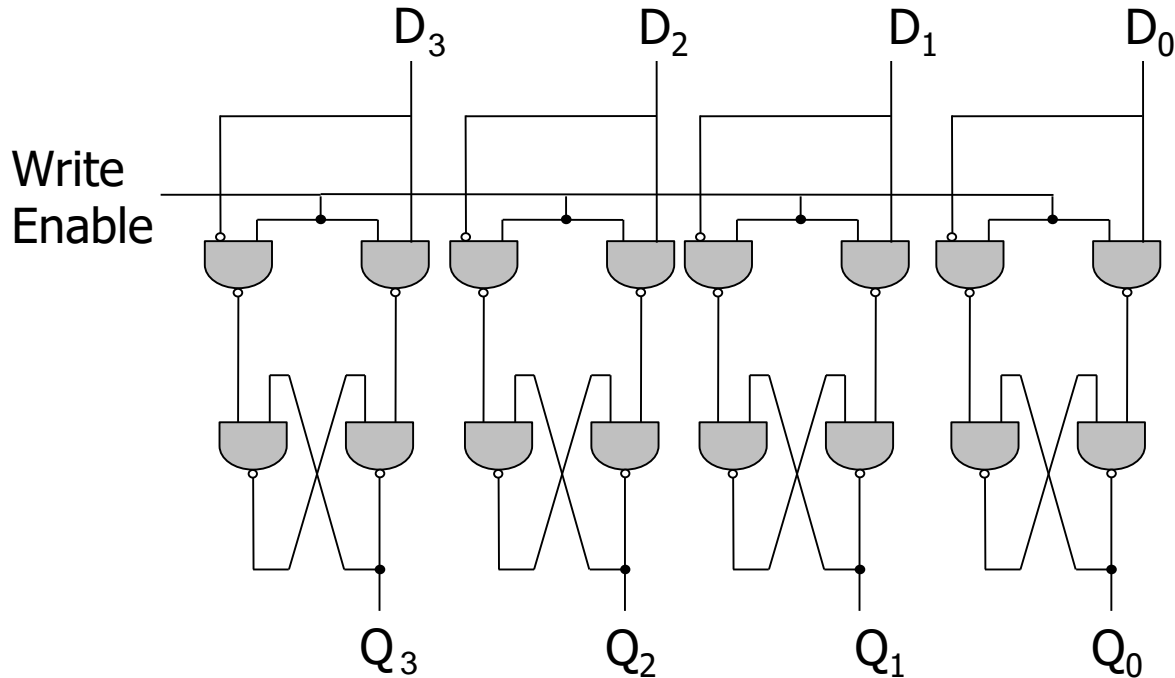 D₃ D₂ D₁ D₀
Write
Enable
Q₃ Q₂ Q₁ Q₀